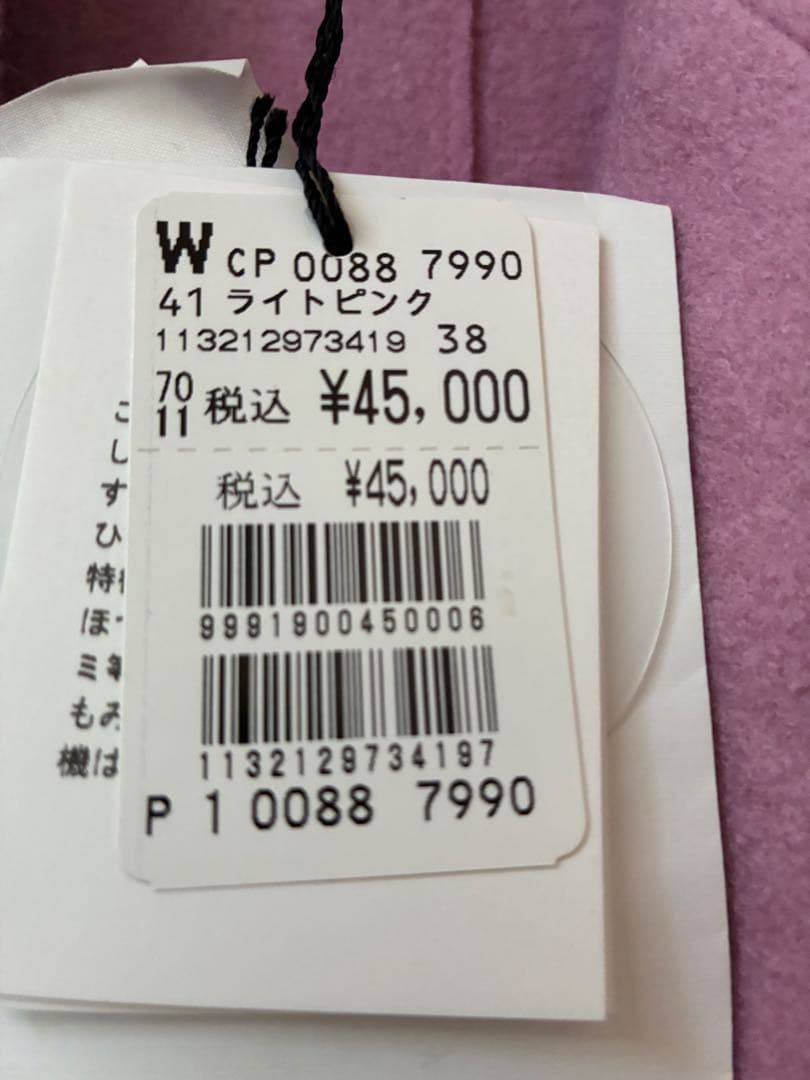 W CP 0088 7990
41 ライトピンク
113212973419 38
70
11 税込 ¥45,000
税込 ¥45,000
9991900450006
1132129734197
P 1 0088 7990
し
す
ひ
ほ
ミ
もみ
機は